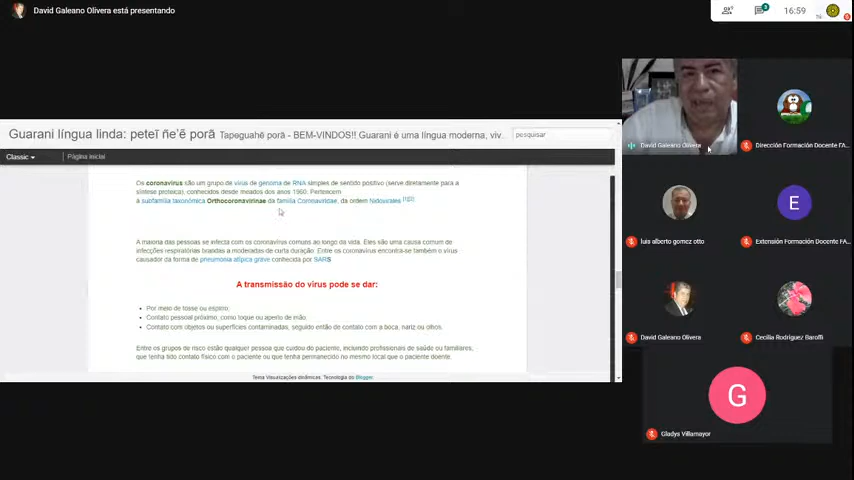 David Galeano Olivera está presentando
16:59
Guarani língua linda: peteĩ ñe'ẽ porã Tapeguahẽ porã - BEM-VINDOS!! Guarani é uma língua moderna, viv...
pesquisar
Classic
Página inicial
Os coronavirus são um grupo de vírus de genoma de RNA simples de sentido positivo (serve diretamente para a
síntese proteica), conhecidos desde meados dos anos 1960. Pertencem
à subfamília taxonómica Orthocoronavirinae da família Coronaviridae, da ordem Nidovirales [1][2]
A maioria das pessoas se infecta com os coronavírus comuns ao longo da vida. Eles são uma causa comum de
infecções respiratórias brandas a moderadas de curta duração. Entre os coronavírus encontra-se também o vírus
causador da forma de pneumonia atípica grave conhecida por SARS
A transmissão do vírus pode se dar:
Por meio de tosse ou espirro;
Contato pessoal próximo, como toque ou aperto de mão;
Contato com objetos ou superfícies contaminadas, seguido então de contato com a boca, nariz ou olhos.
Entre os grupos de risco estão qualquer pessoa que cuidou do paciente, incluindo profissionais de saúde ou familiares;
que tenha tido contato físico com o paciente ou que tenha permanecido no mesmo local que o paciente doente.
Tema Visualizações dinâmicas. Tecnologia do Blogger.
David Galeano Olivera
Dirección Formación Docente FA...
luis alberto gomez otto
E
Extensión Formación Docente FA...
David Galeano Olivera
Cecilia Rodriguez Baroffi
G
Gladys Villamayor